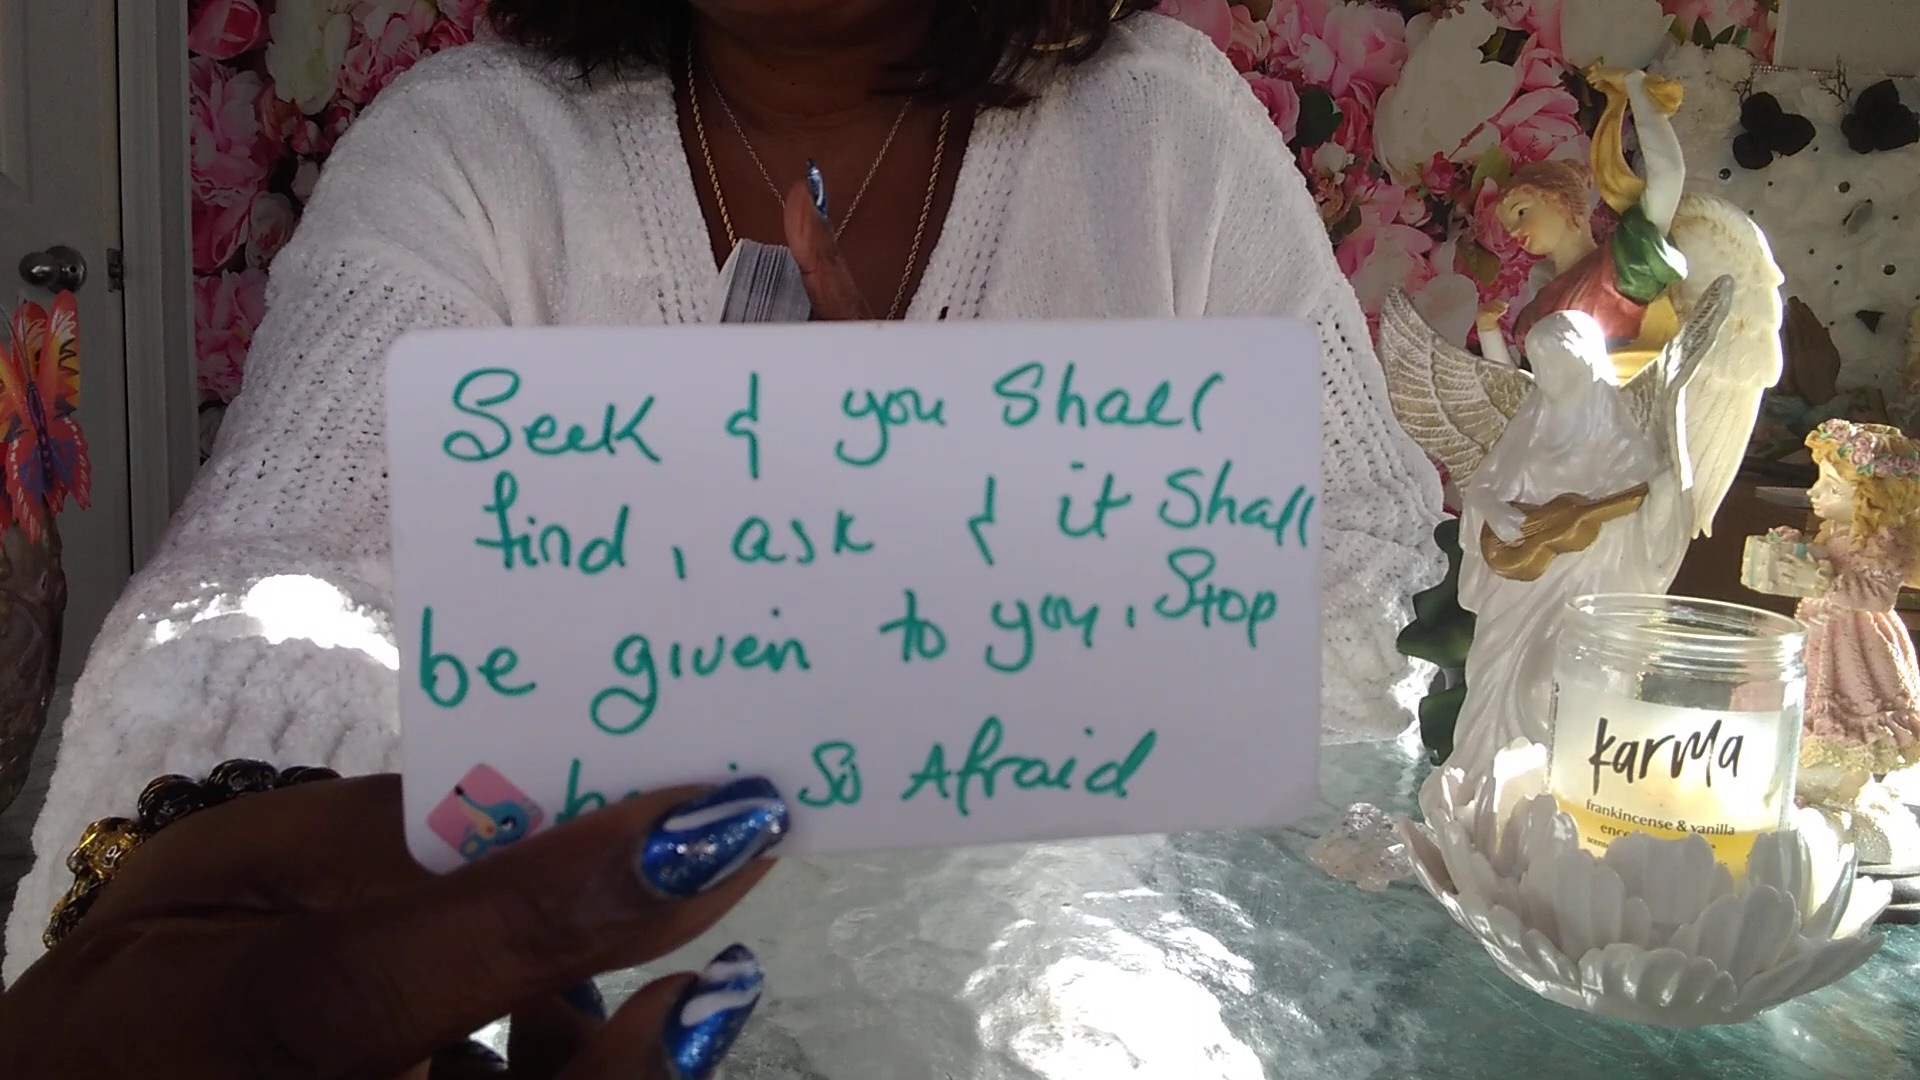 Seek & you Shall
find, ask & it Shall
be given to you, Stop
So Afraid
karma
frankincense & vanilla